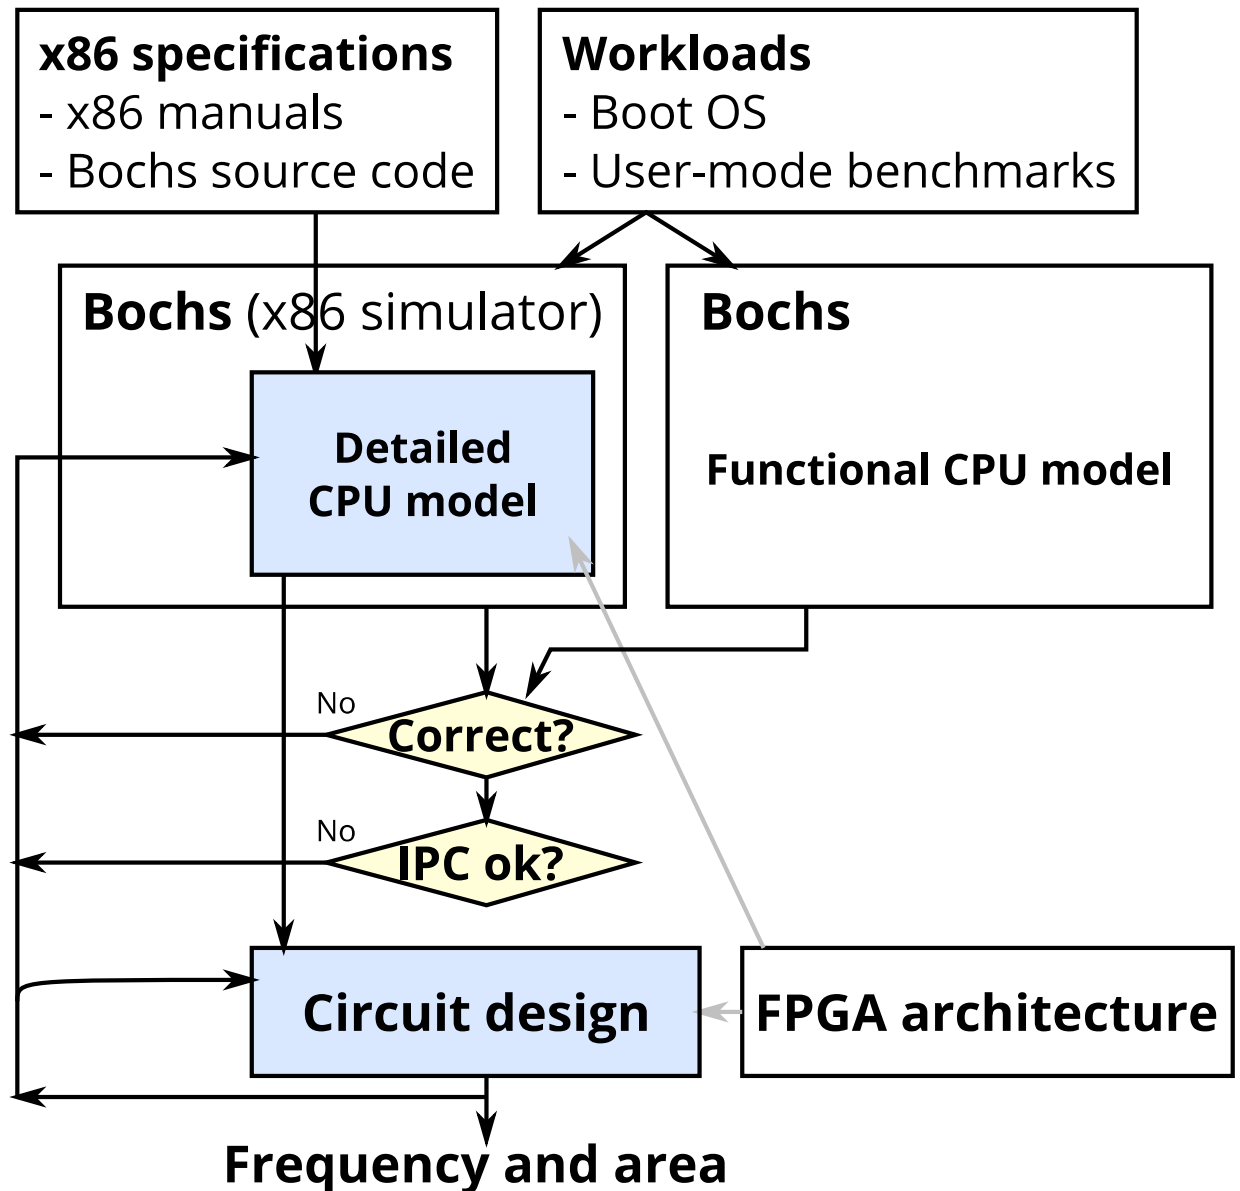 x86 specifications
- x86 manuals
- Bochs source code
Workloads
- Boot OS
- User-mode benchmarks
Bochs (x86 simulator)
Detailed
CPU model
Bochs
Functional CPU model
No
Correct?
No
IPC ok?
Circuit design
FPGA architecture
Frequency and area